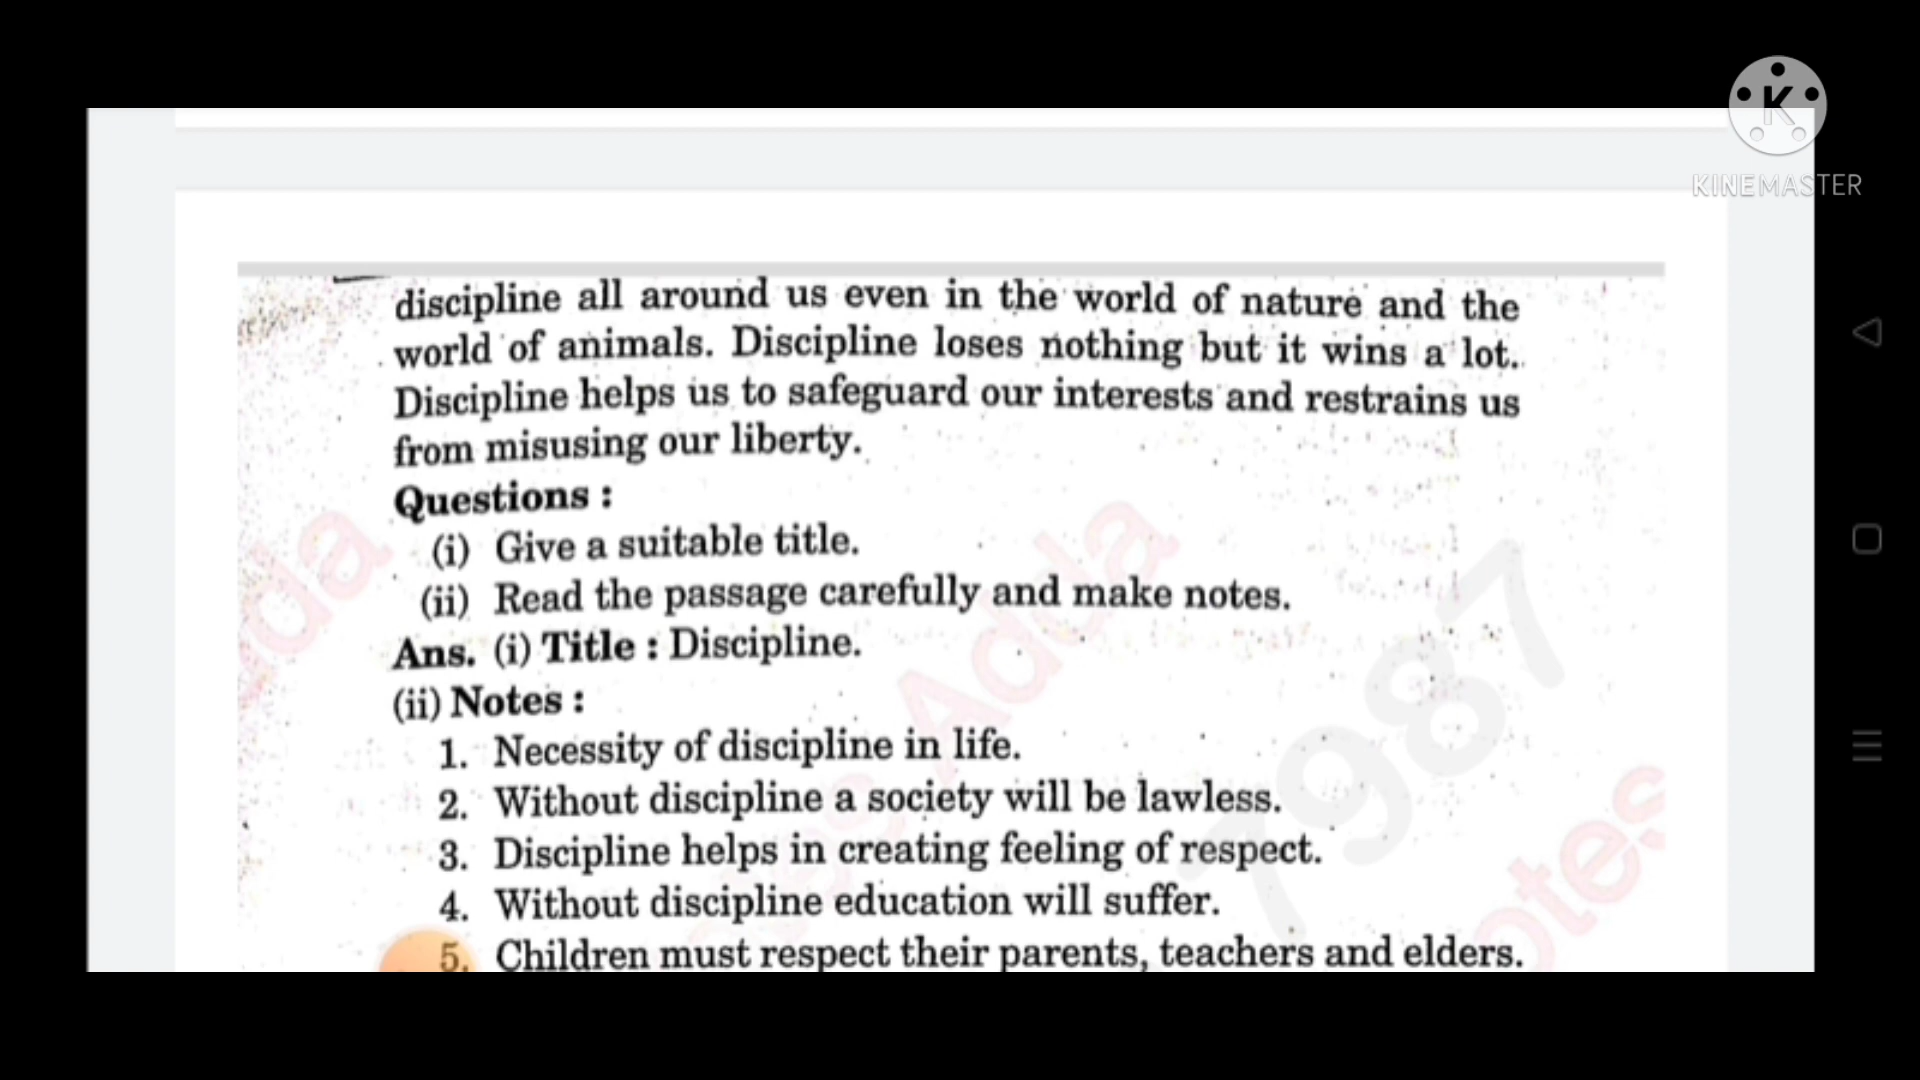 KINEMASTER
discipline all around us even in the world of nature and the
world of animals. Discipline loses nothing but it wins a lot.
Discipline helps us to safeguard our interests and restrains us
from misusing our liberty.
Questions :
(i) Give a suitable title.
(ii) Read the passage carefully and make notes.
Ans. (i) Title : Discipline.
(ii) Notes :
1. Necessity of discipline in life.
2. Without discipline a society will be lawless.
3. Discipline helps in creating feeling of respect.
4. Without discipline education will suffer.
5. Children must respect their parents, teachers and elders.
Adda
7987